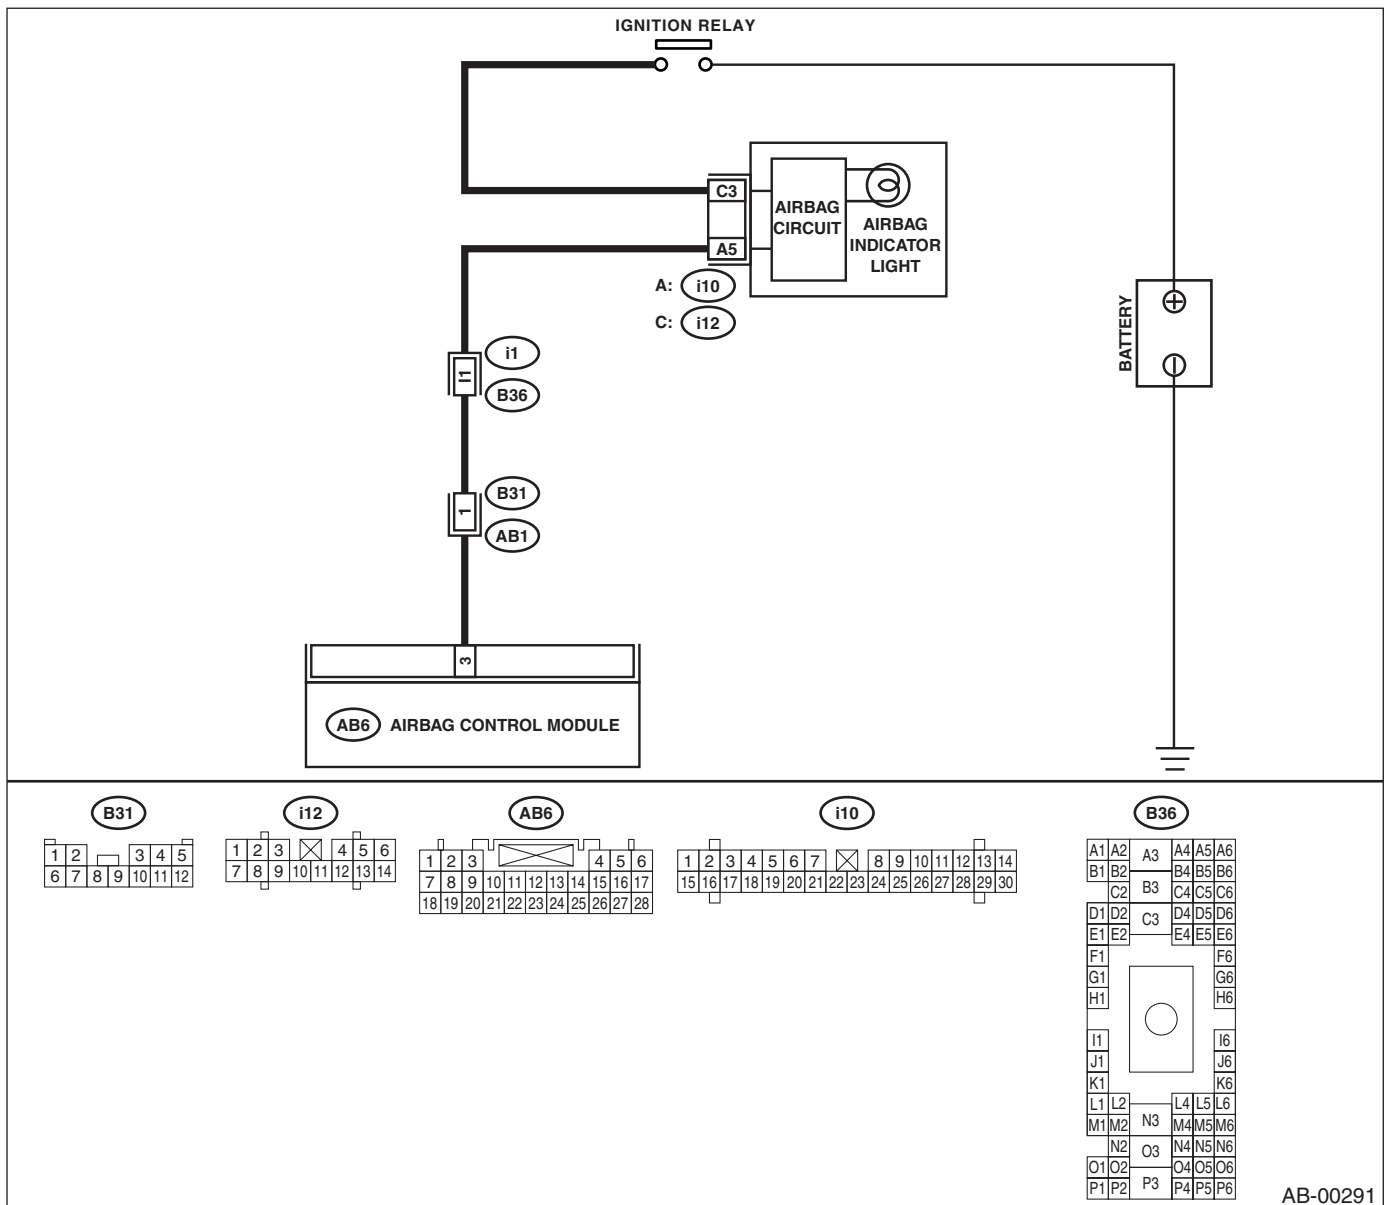 IGNITION RELAY
C3
AIRBAG
CIRCUIT
AIRBAG
INDICATOR
LIGHT
A5
A: i10
C: i12
BATTERY
i1
I1
B36
B31
1
AB1
3
AB6 AIRBAG CONTROL MODULE
B31
1 2 3 4 5
6 7 8 9 10 11 12
i12
1 2 3 4 5 6
7 8 9 10 11 12 13 14
AB6
1 2 3 4 5 6
7 8 9 10 11 12 13 14 15 16 17
18 19 20 21 22 23 24 25 26 27 28
i10
1 2 3 4 5 6 7 8 9 10 11 12 13 14
15 16 17 18 19 20 21 22 23 24 25 26 27 28 29 30
B36
A1 A2 A3 A4 A5 A6
B1 B2 B4 B5 B6
C2 B3 C4 C5 C6
D1 D2 C3 D4 D5 D6
E1 E2 E4 E5 E6
F1 F6
G1 G6
H1 H6
I1 I6
J1 J6
K1 K6
L1 L2 L4 L5 L6
M1 M2 N3 M4 M5 M6
N2 O3 N4 N5 N6
O1 O2 O4 O5 O6
P1 P2 P3 P4 P5 P6
AB-00291